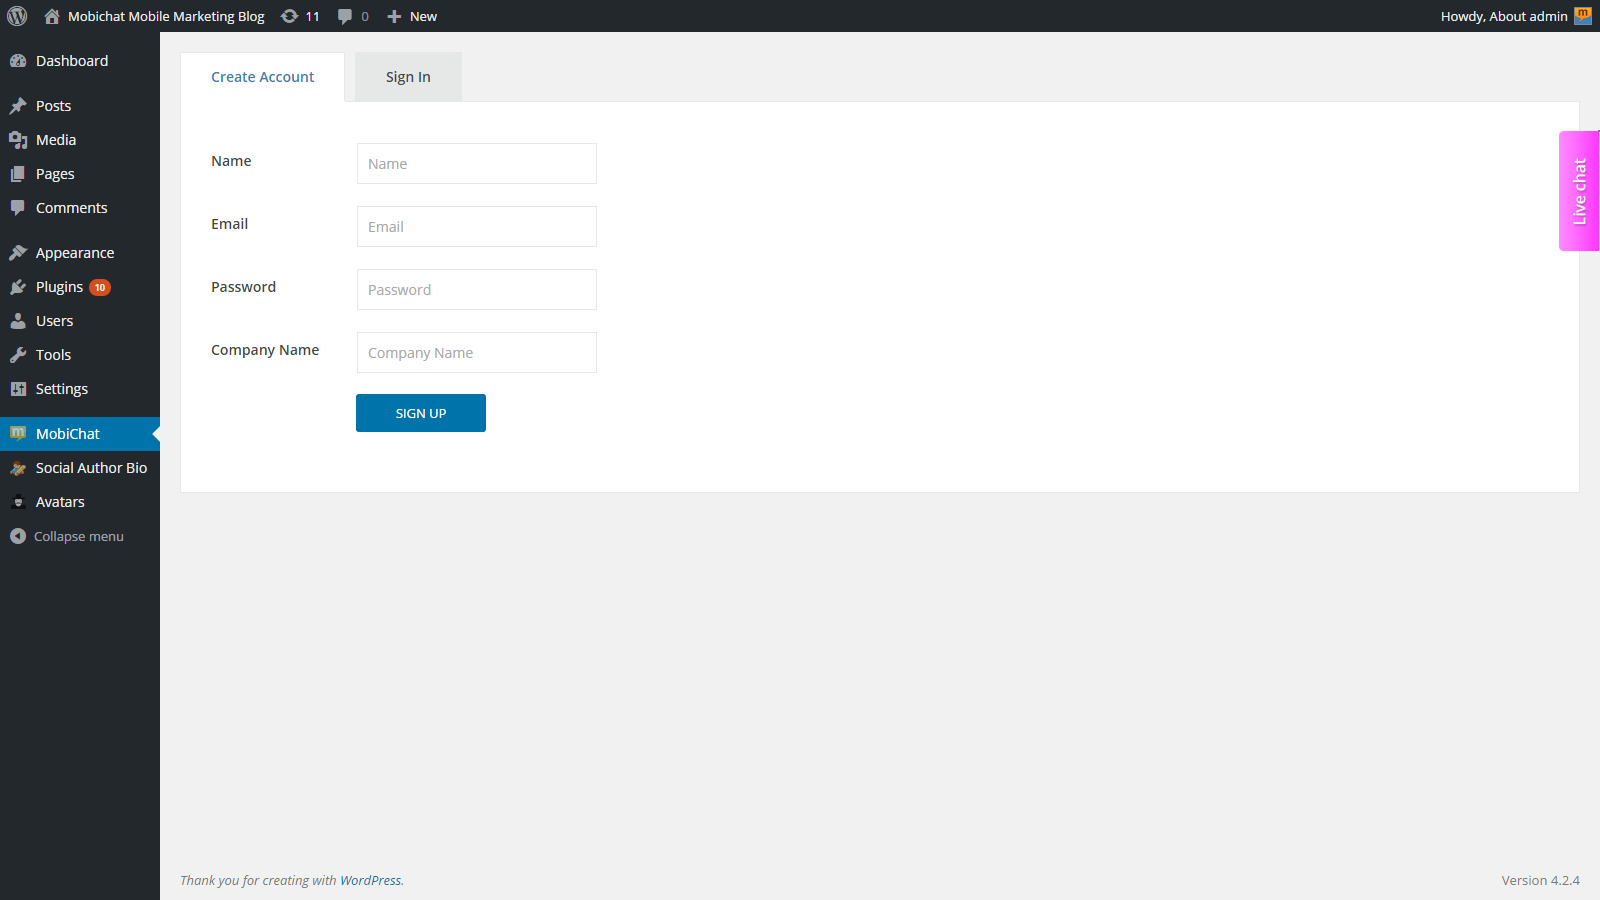 Mobichat Mobile Marketing Blog 11 0 New Howdy, About admin
Dashboard
Posts
Media
Pages
Comments
Appearance
Plugins 10
Users
Tools
Settings
MobiChat
Social Author Bio
Avatars
Collapse menu
Create Account Sign In
Name Name
Email Email
Password Password
Company Name Company Name
SIGN UP
Live chat
Thank you for creating with WordPress. Version 4.2.4